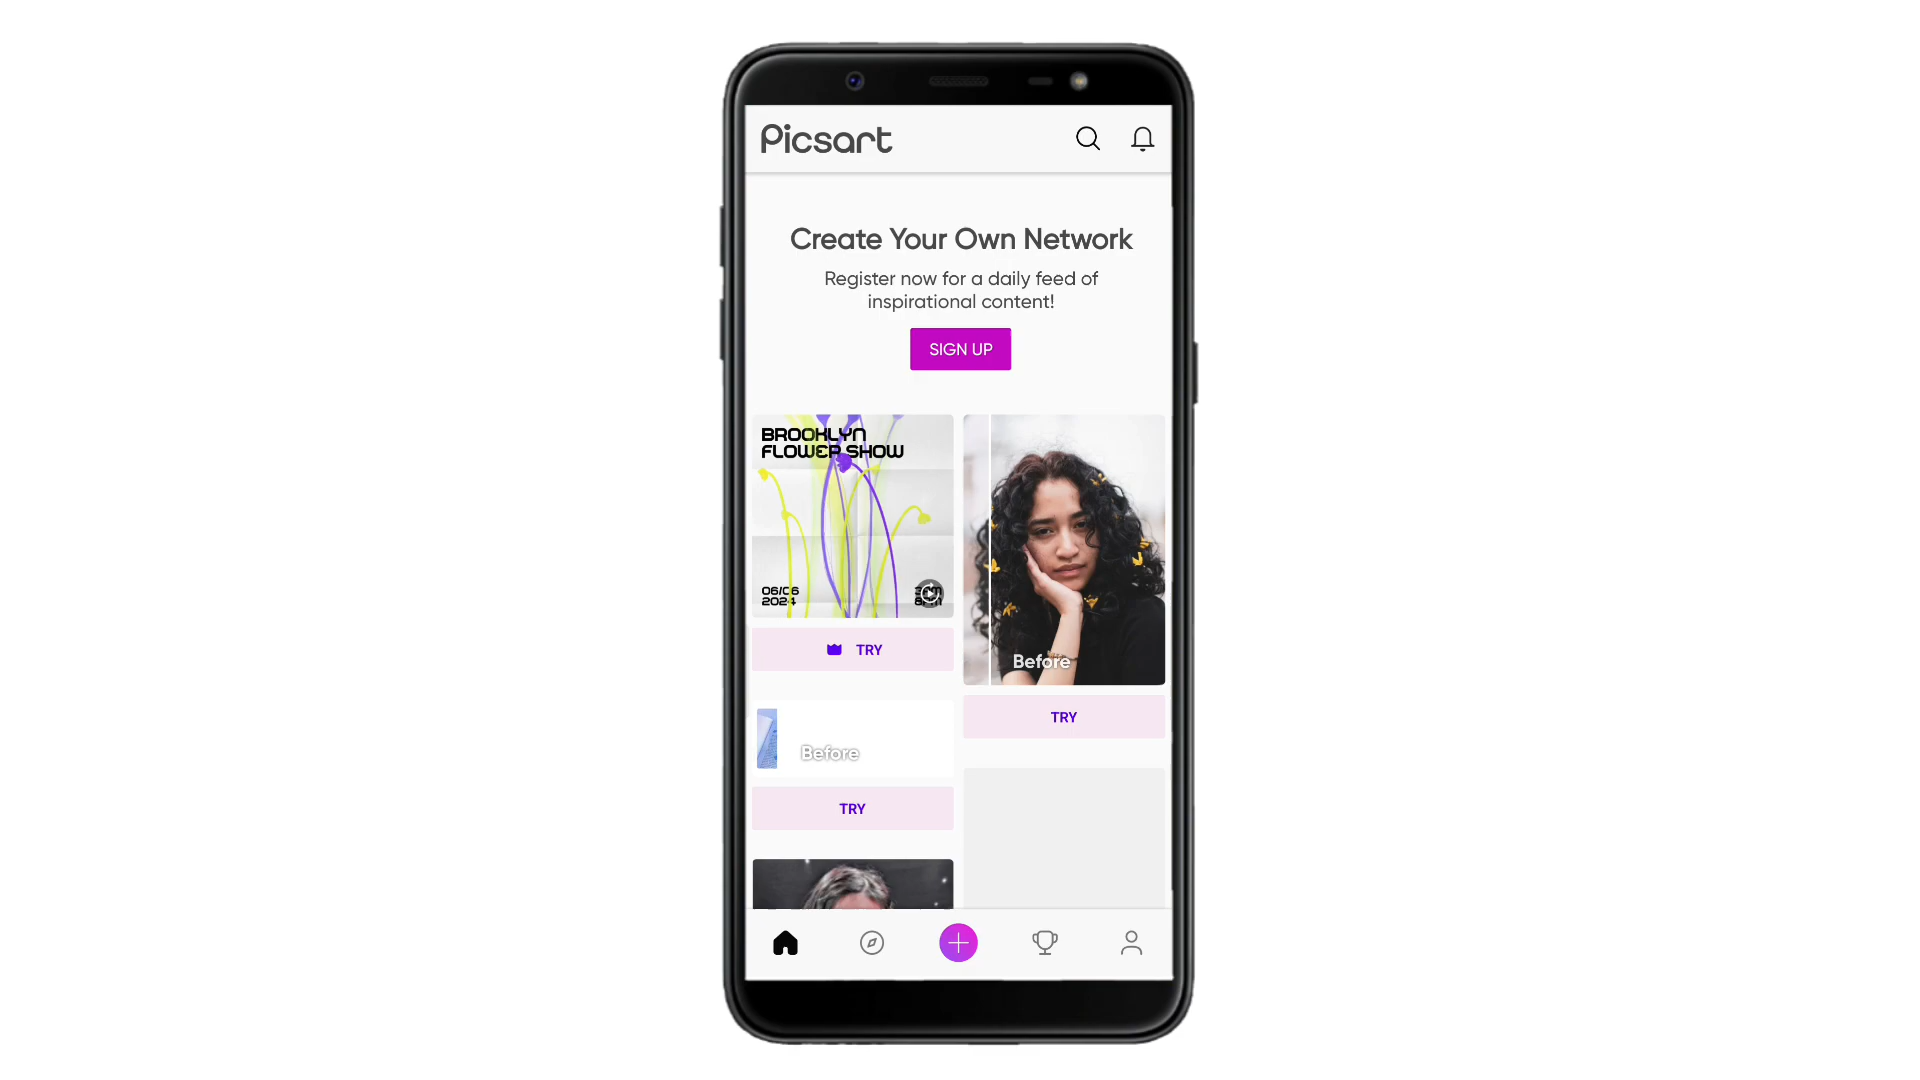 Picsart
Create Your Own Network
Register now for a daily feed of
inspirational content!
SIGN UP
BROOKLYN
FLOWER SHOW
06/06
2024
8PM
TRY
Before
TRY
Before
TRY